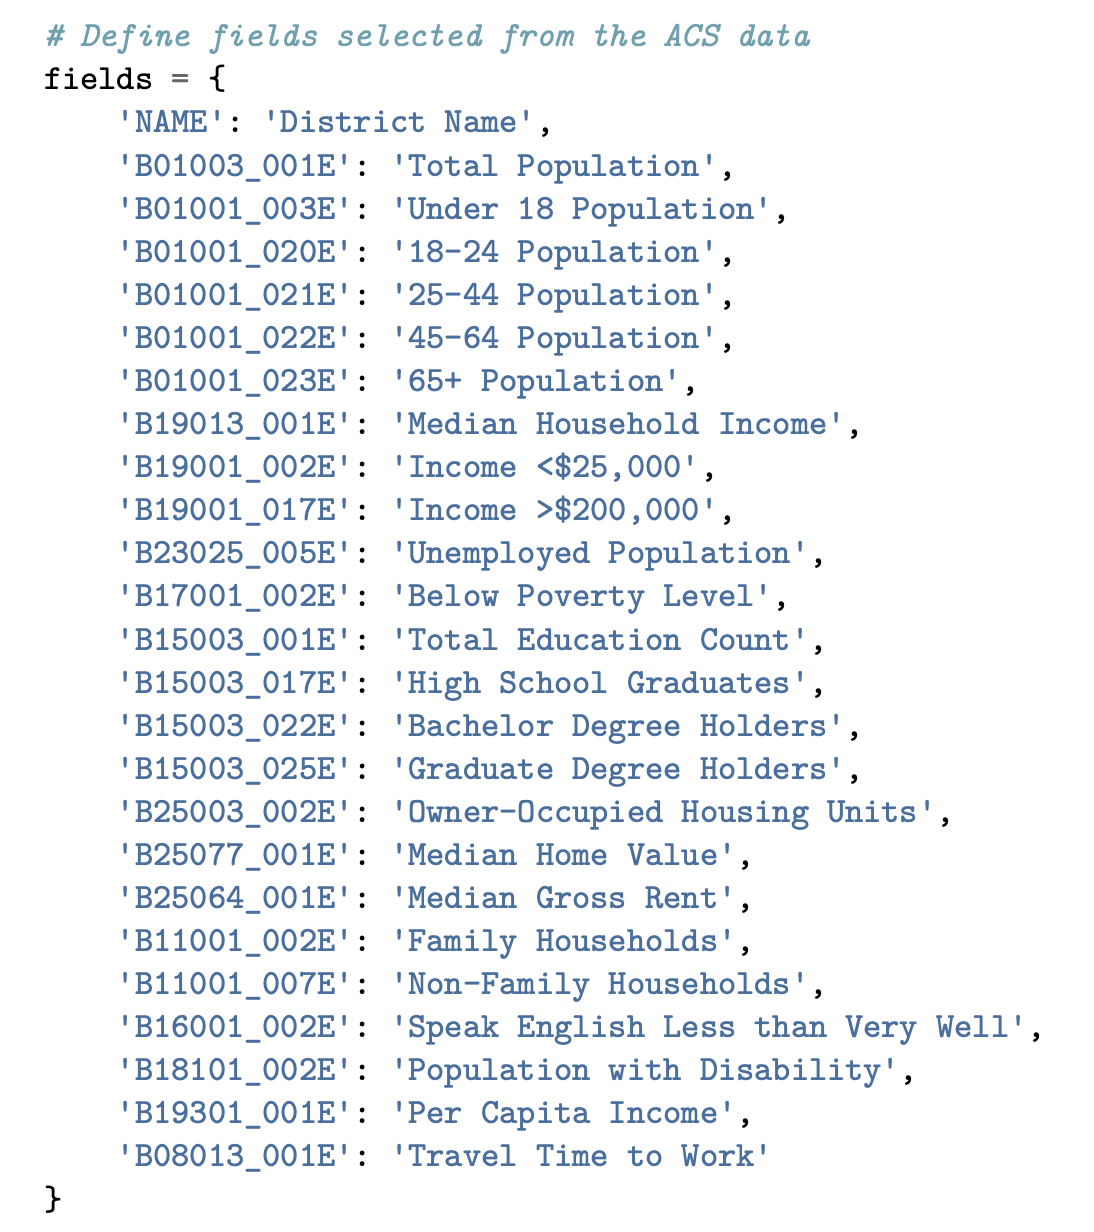 # Define fields selected from the ACS data
fields = {
    'NAME': 'District Name',
    'B01003_001E': 'Total Population',
    'B01001_003E': 'Under 18 Population',
    'B01001_020E': '18-24 Population',
    'B01001_021E': '25-44 Population',
    'B01001_022E': '45-64 Population',
    'B01001_023E': '65+ Population',
    'B19013_001E': 'Median Household Income',
    'B19001_002E': 'Income <$25,000',
    'B19001_017E': 'Income >$200,000',
    'B23025_005E': 'Unemployed Population',
    'B17001_002E': 'Below Poverty Level',
    'B15003_001E': 'Total Education Count',
    'B15003_017E': 'High School Graduates',
    'B15003_022E': 'Bachelor Degree Holders',
    'B15003_025E': 'Graduate Degree Holders',
    'B25003_002E': 'Owner-Occupied Housing Units',
    'B25077_001E': 'Median Home Value',
    'B25064_001E': 'Median Gross Rent',
    'B11001_002E': 'Family Households',
    'B11001_007E': 'Non-Family Households',
    'B16001_002E': 'Speak English Less than Very Well',
    'B18101_002E': 'Population with Disability',
    'B19301_001E': 'Per Capita Income',
    'B08013_001E': 'Travel Time to Work'
}